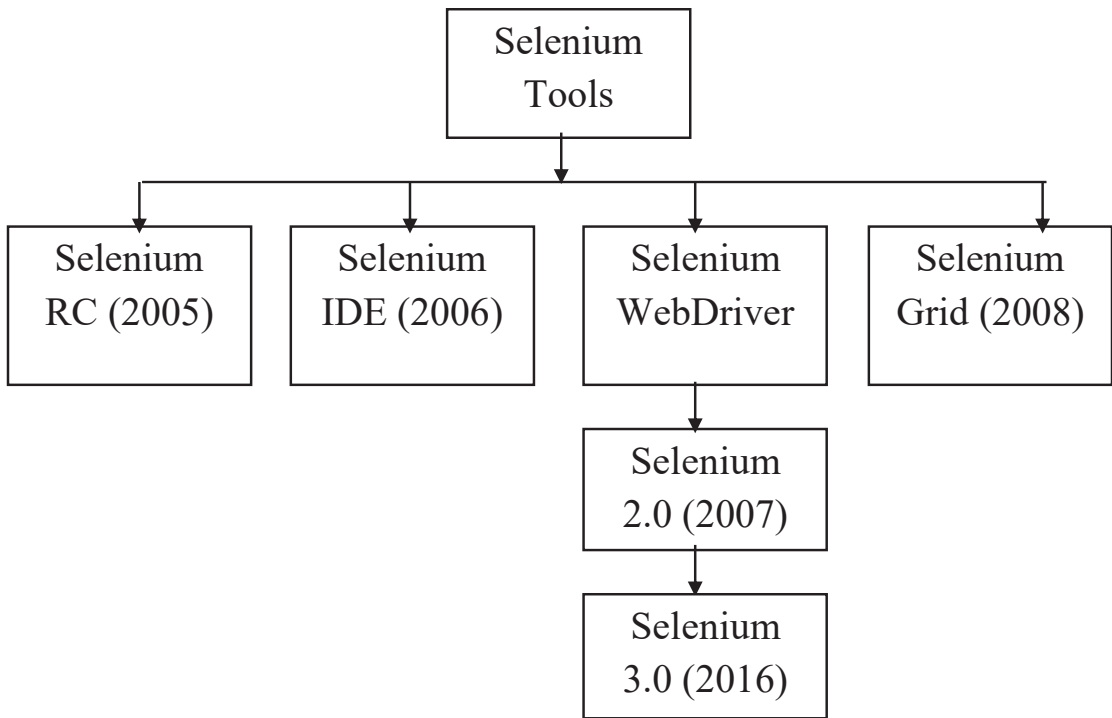 Selenium
Tools
Selenium
RC (2005)
Selenium
IDE (2006)
Selenium
WebDriver
Selenium
Grid (2008)
Selenium
2.0 (2007)
Selenium
3.0 (2016)